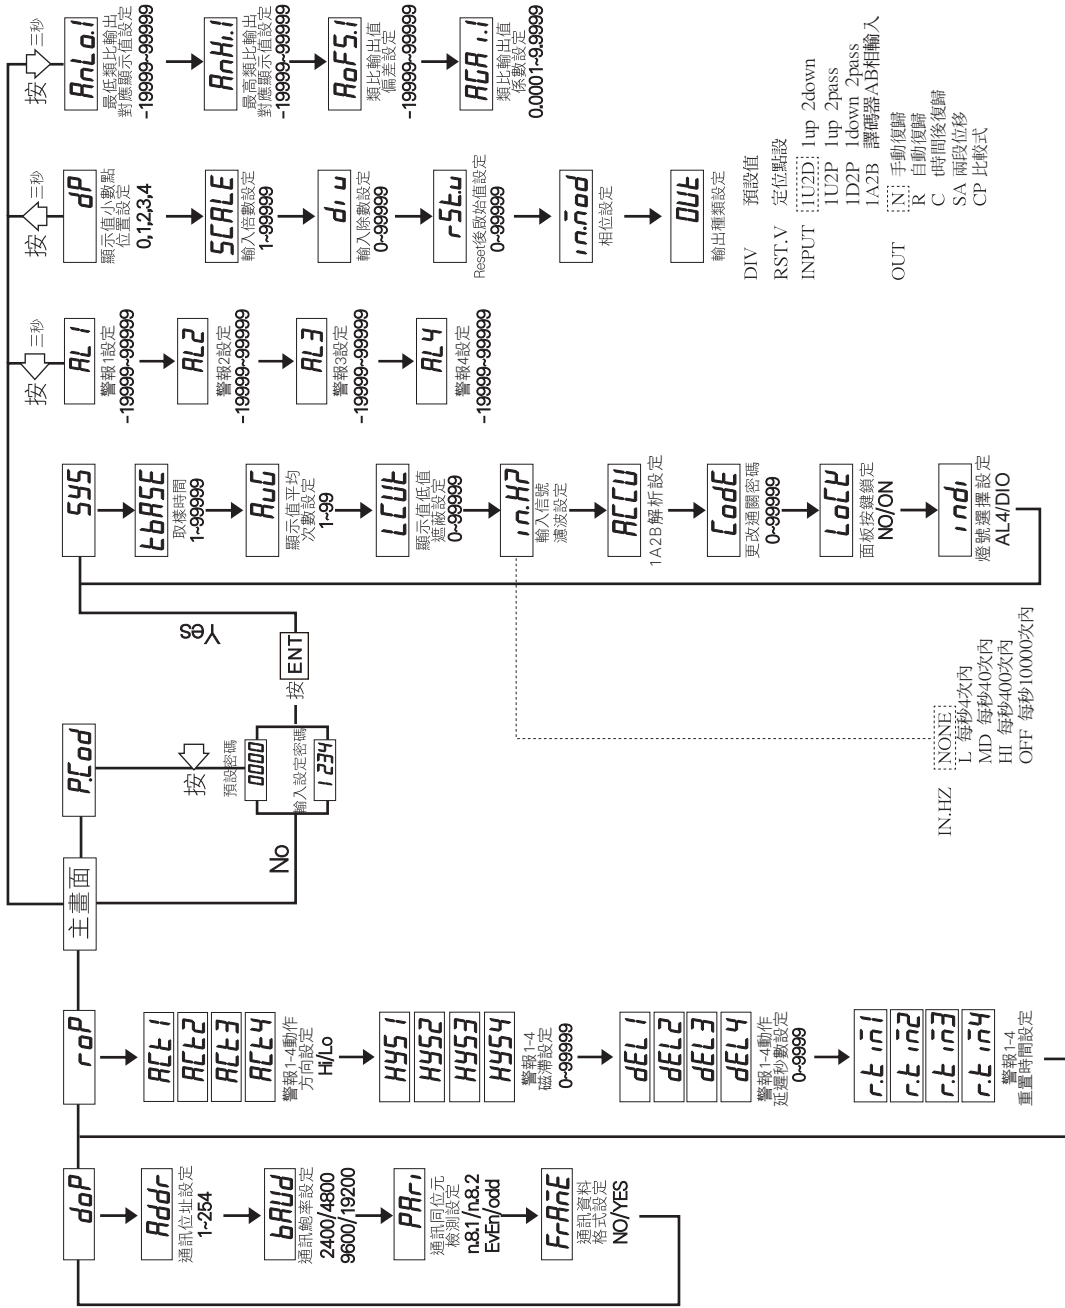 主畫面
doP
Addr
通訊位址設定
1~254
bAUd
通訊鮑率設定
2400/4800
9600/19200
PAri
通訊同位元
檢測設定
n.8.1/n.8.2
EvEn/odd
FrAmE
通訊資料
格式設定
NO/YES
roP
ACt1
ACt2
ACt3
ACt4
警報1-4動作
方向設定
Hi/Lo
HYS1
HYS2
HYS3
HYS4
警報1-4
磁滯設定
0~99999
dEL1
dEL2
dEL3
dEL4
警報1-4動作
延遲秒數設定
0~9999
r.tim1
r.tim2
r.tim3
r.tim4
警報1-4
重置時間設定
P.Cod
按
預設密碼
0000
輸入設定密碼
1234
No
按 ENT
Yes
SYS
tbASE
取樣時間
1~99999
AvG
顯示值平均
次數設定
1~99
LCUt
顯示值低值
遮蔽設定
0~99999
in.HZ
輸入信號
濾波設定
ACCU
1A2B解析設定
CodE
更改通關密碼
0~99999
LoCK
面板按鍵鎖定
NO/ON
indi
燈號選擇設定
AL4/DIO
IN.HZ NONE
L 每秒4次內
MD 每秒40次內
HI 每秒400次內
OFF 每秒10000次內
按 三秒
AL1
警報1設定
-19999~99999
AL2
警報2設定
-19999~99999
AL3
警報3設定
-19999~99999
AL4
警報4設定
-19999~99999
按 三秒
dP
顯示值小數點
位置設定
0,1,2,3,4
SCALE
輸入倍數設定
1~99999
div
輸入除數設定
0~99999
rSt.v
Reset後啟始值設定
0~99999
in.mod
相位設定
OUt
輸出種類設定
DIV 預設值
RST.V 定位點設
INPUT 1U2D 1up 2down
1U2P 1up 2pass
1D2P 1down 2pass
1A2B 譯碼器AB相輸入
OUT N 手動復歸
R 自動復歸
C t時間後復歸
SA 兩段位移
CP 比較式
按 三秒
AnLo.1
最低類比輸出
對應顯示值設定
-19999~99999
AnHi.1
最高類比輸出
對應顯示值設定
-19999~99999
AoFS.1
類比輸出值
偏差設定
-19999~99999
AGAi.1
類比輸出值
係數設定
0.0001~9.9999